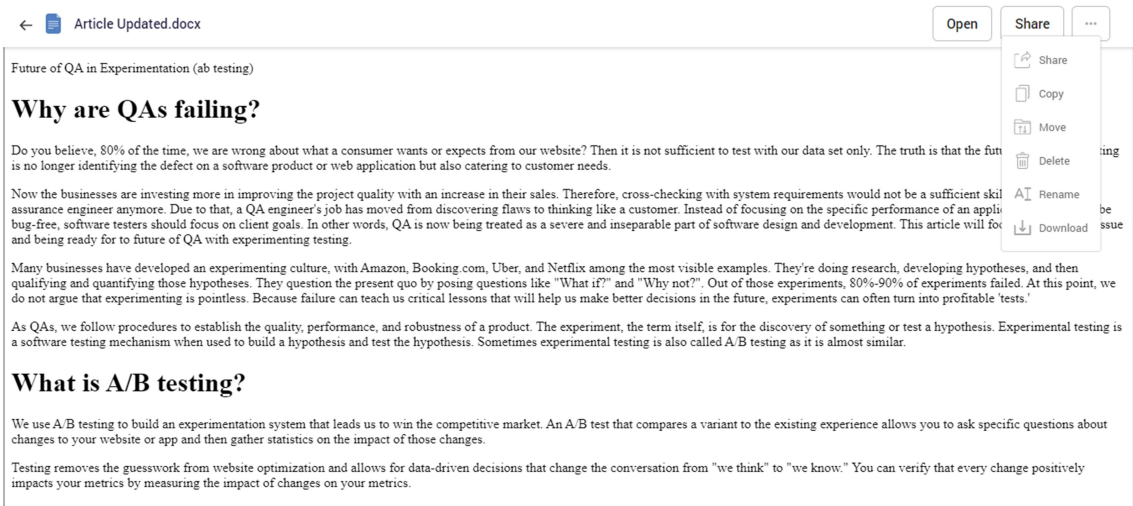 Article Updated.docx
Open
Share
...
Share
Copy
Move
Delete
Rename
Download
Future of QA in Experimentation (ab testing)
Why are QAs failing?
Do you believe, 80% of the time, we are wrong about what a consumer wants or expects from our website? Then it is not sufficient to test with our data set only. The truth is that the ting
is no longer identifying the defect on a software product or web application but also catering to customer needs.
Now the businesses are investing more in improving the project quality with an increase in their sales. Therefore, cross-checking with system requirements would not be a sufficient
assurance engineer anymore. Due to that, a QA engineer's job has moved from discovering flaws to thinking like a customer. Instead of focusing on the specific performance of an be
bug-free, software testers should focus on client goals. In other words, QA is now being treated as a severe and inseparable part of software design and development. This article will issue
and being ready for to future of QA with experimenting testing.
Many businesses have developed an experimenting culture, with Amazon, Booking.com, Uber, and Netflix among the most visible examples. They're doing research, developing hypotheses, and then
qualifying and quantifying those hypotheses. They question the present quo by posing questions like "What if?" and "Why not?". Out of those experiments, 80%-90% of experiments failed. At this point, we
do not argue that experimenting is pointless. Because failure can teach us critical lessons that will help us make better decisions in the future, experiments can often turn into profitable 'tests.'
As QAs, we follow procedures to establish the quality, performance, and robustness of a product. The experiment, the term itself, is for the discovery of something or test a hypothesis. Experimental testing is
a software testing mechanism when used to build a hypothesis and test the hypothesis. Sometimes experimental testing is also called A/B testing as it is almost similar.
What is A/B testing?
We use A/B testing to build an experimentation system that leads us to win the competitive market. An A/B test that compares a variant to the existing experience allows you to ask specific questions about
changes to your website or app and then gather statistics on the impact of those changes.
Testing removes the guesswork from website optimization and allows for data-driven decisions that change the conversation from "we think" to "we know." You can verify that every change positively
impacts your metrics by measuring the impact of changes on your metrics.